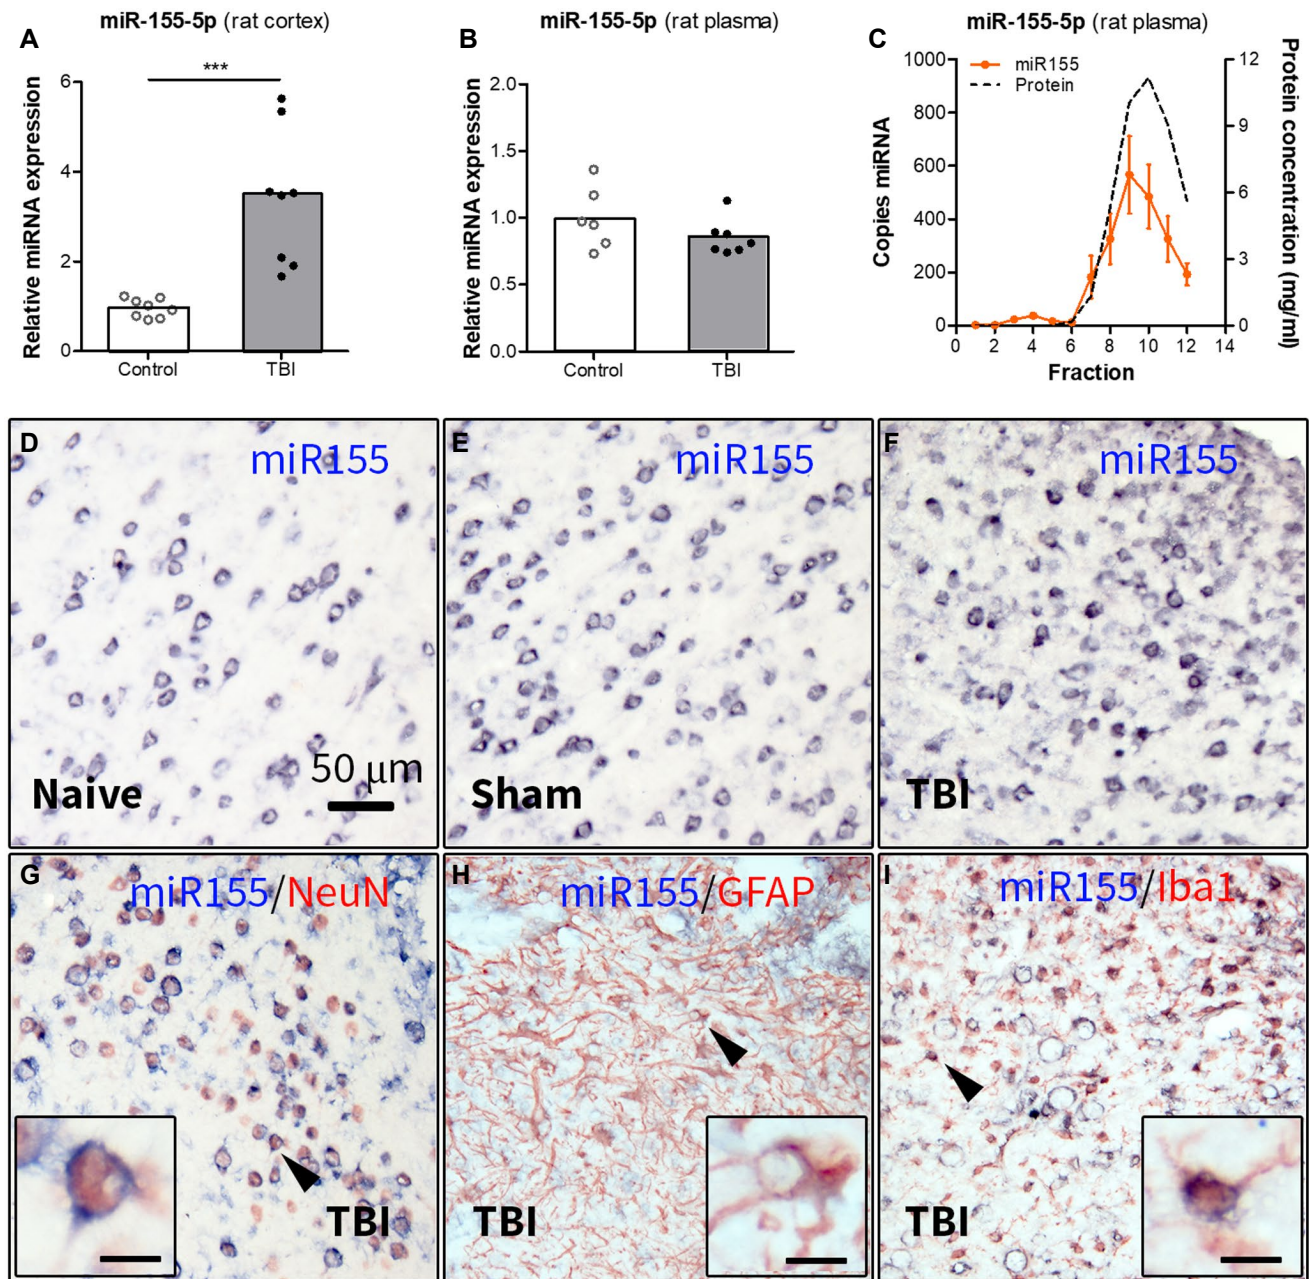 A
miR-155-5p (rat cortex)
***
Relative miRNA expression
6
4
2
0
Control
TBI
B
miR-155-5p (rat plasma)
Relative miRNA expression
2.0
1.5
1.0
0.5
0.0
Control
TBI
C
miR-155-5p (rat plasma)
miR155
Protein
Copies miRNA
1000
800
600
400
200
0
Protein concentration (mg/ml)
12
9
6
3
0
0 2 4 6 8 10 12 14
Fraction
D
miR155
Naive
50 μm
E
miR155
Sham
F
miR155
TBI
G
miR155/NeuN
TBI
H
miR155/GFAP
TBI
I
miR155/Iba1
TBI